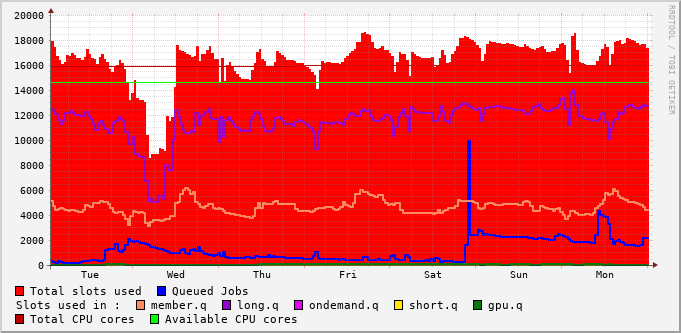 20000
18000
16000
14000
12000
10000
8000
6000
4000
2000
0
Tue Wed Thu Fri Sat Sun Mon
Total slots used Queued Jobs
Slots used in : member.q long.q ondemand.q short.q gpu.q
Total CPU cores Available CPU cores
RRDTOOL / TOBI OETIKER